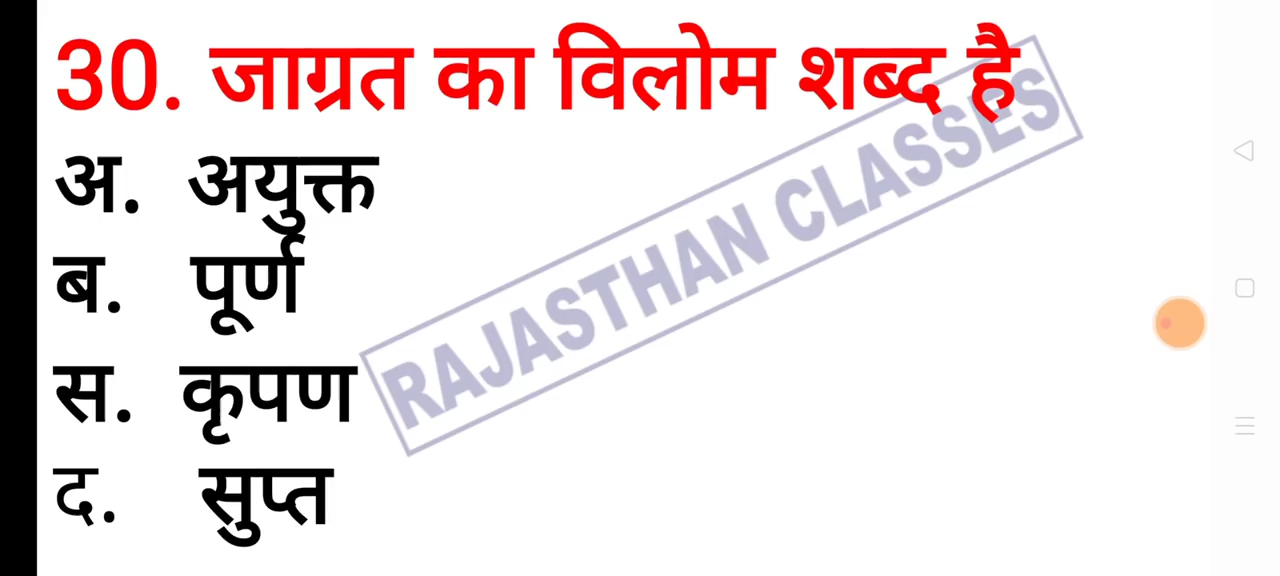 30. जाग्रत का विलोम शब्द है
अ. अयुक्त
ब. पूर्ण
स. कृपण
द. सुप्त
RAJASTHAN CLASSES